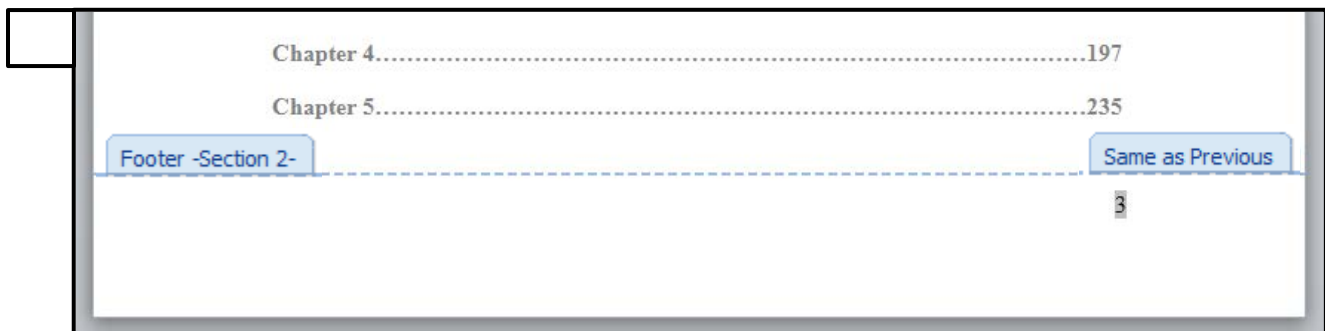 Chapter 4.......................................................................................197
Chapter 5.......................................................................................235
Footer -Section 2-
Same as Previous
3